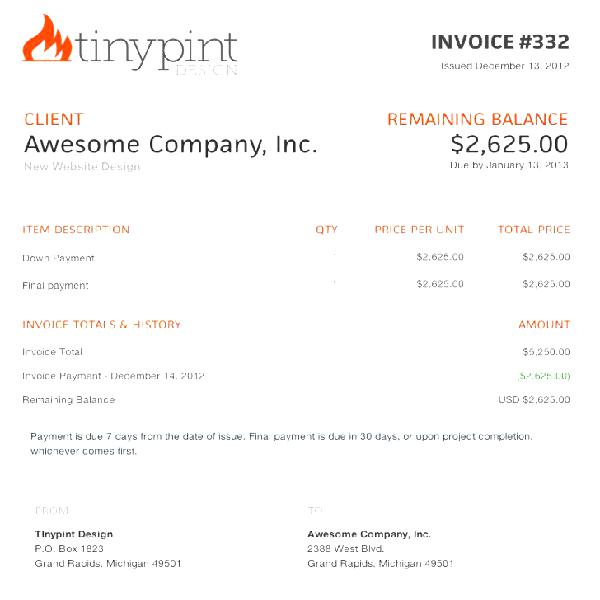 tinypint
DESIGN
INVOICE #332
Issued December 13, 2012
CLIENT
Awesome Company, Inc.
New Website Design
REMAINING BALANCE
$2,625.00
Due by January 13, 2013
ITEM DESCRIPTION QTY PRICE PER UNIT TOTAL PRICE
Down Payment $2,625.00 $2,625.00
Final payment $2,625.00 $2,625.00
INVOICE TOTALS & HISTORY AMOUNT
Invoice Total $5,250.00
Invoice Payment - December 14, 2012 ($2,625.00)
Remaining Balance USD $2,625.00
Payment is due 7 days from the date of issue. Final payment is due in 30 days, or upon project completion,
whichever comes first.
FROM
TInypint Design
P.O. Box 1823
Grand Rapids, Michigan 49501
TO
Awesome Company, Inc.
2388 West Blvd.
Grand Rapids, Michigan 49501